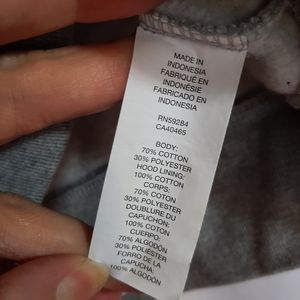 MADE IN
INDONESIA
FABRIQUÉ EN
INDONÉSIE
FABRICADO EN
INDONESIA
RN59284
CA40465
BODY:
70% COTTON
30% POLYESTER
HOOD LINING:
100% COTTON
CORPS:
70% COTON
30% POLYESTER
DOUBLURE DU
CAPUCHON:
100% COTON
CUERPO:
70% ALGODÓN
30% POLIÉSTER
FORRO DE LA
CAPUCHA:
100% ALGODÓN